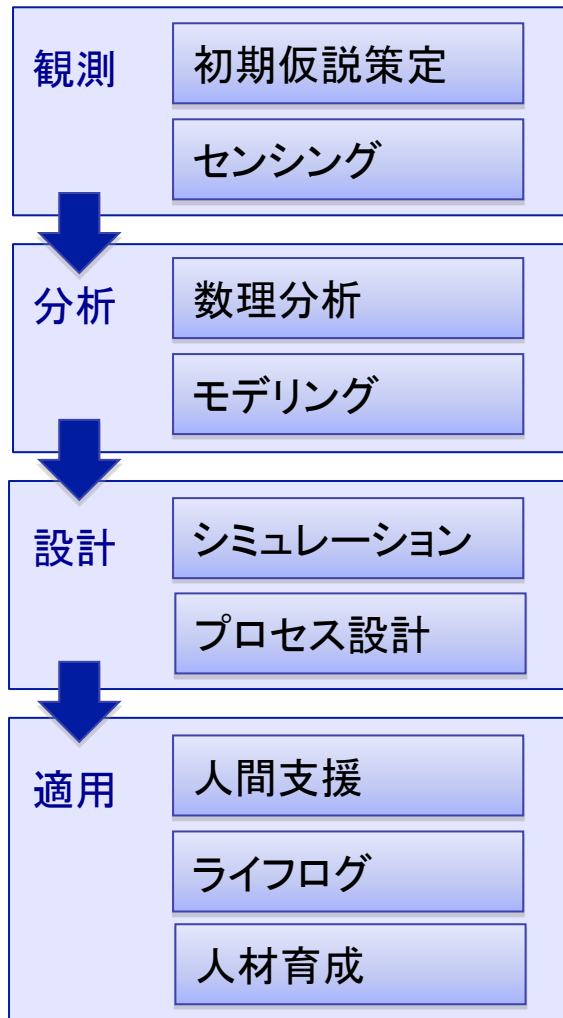 観測
初期仮説策定
センシング
分析
数理分析
モデリング
設計
シミュレーション
プロセス設計
適用
人間支援
ライフログ
人材育成